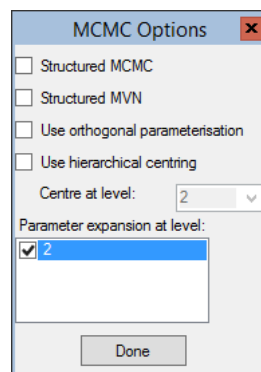 MCMC Options
Structured MCMC
Structured MVN
Use orthogonal parameterisation
Use hierarchical centring
Centre at level: 2
Parameter expansion at level:
2
Done